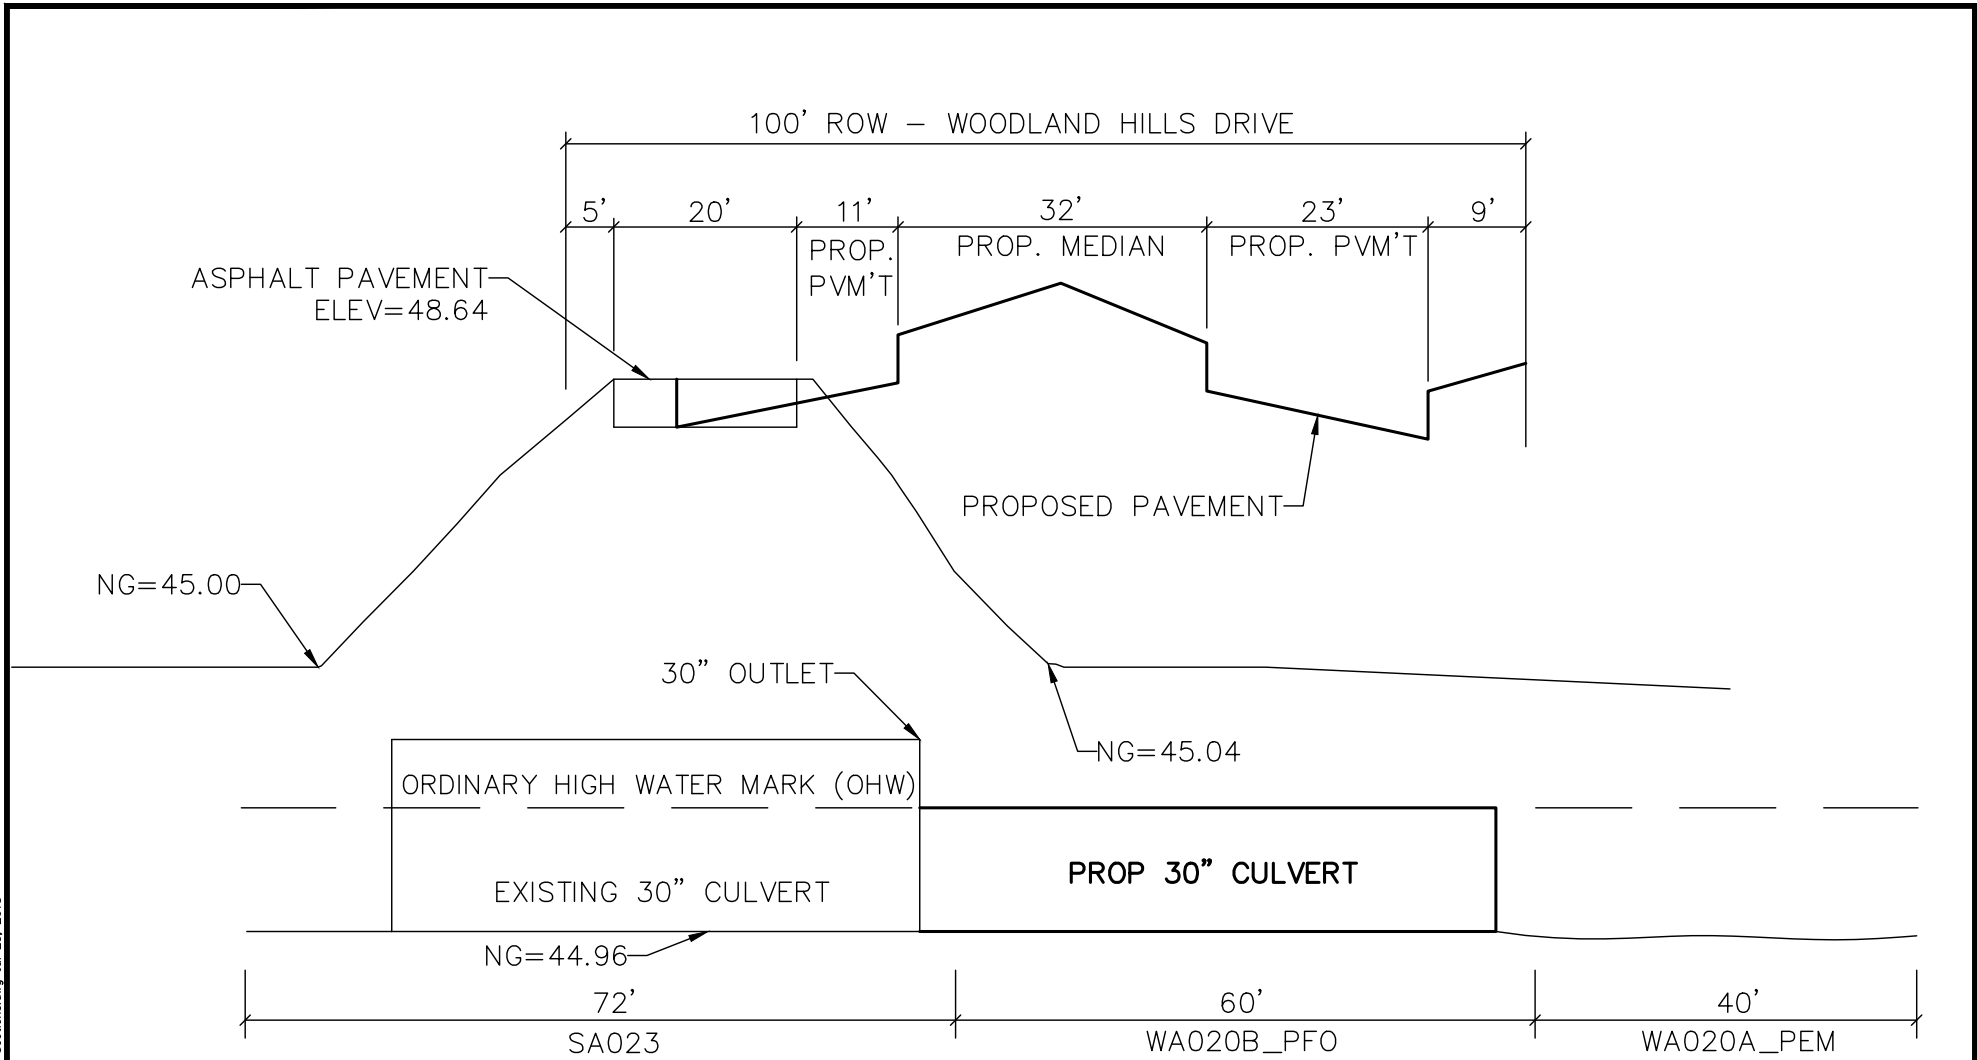 100' ROW – WOODLAND HILLS DRIVE
5' 20' 11' 32' 23' 9'
PROP. PVM'T
PROP. MEDIAN
PROP. PVM'T
ASPHALT PAVEMENT
ELEV=48.64
PROPOSED PAVEMENT
NG=45.00
30" OUTLET
NG=45.04
ORDINARY HIGH WATER MARK (OHW)
PROP 30" CULVERT
EXISTING 30" CULVERT
NG=44.96
72' 60' 40'
SA023 WA020B_PFO WA020A_PEM